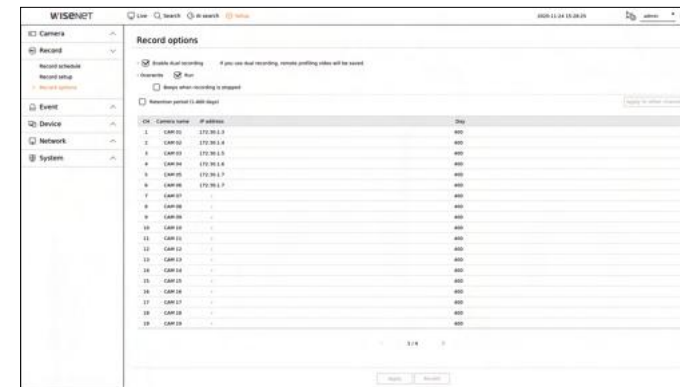 WISENET
Live Search AI search Setup 2020-11-24 15:28:25 admin
Camera
Record
Record schedule
Record setup
Record options
Event
Device
Network
System
Record options
Enable dual recording If you use dual recording, remote profiling video will be saved
Overwrite Run
Beeps when recording is stopped
Retention period (1-400 days)
Apply to other channels
CH Camera name IP address Day
1 CAM 01 172.30.1.3 400
2 CAM 02 172.30.1.4 400
3 CAM 03 172.30.1.5 400
4 CAM 04 172.30.1.6 400
5 CAM 05 172.30.1.7 400
6 CAM 06 172.30.1.7 400
7 CAM 07 - 400
8 CAM 08 - 400
9 CAM 09 - 400
10 CAM 10 - 400
11 CAM 11 - 400
12 CAM 12 - 400
13 CAM 13 - 400
14 CAM 14 - 400
15 CAM 15 - 400
16 CAM 16 - 400
17 CAM 17 - 400
18 CAM 18 - 400
19 CAM 19 - 400
Apply Revert